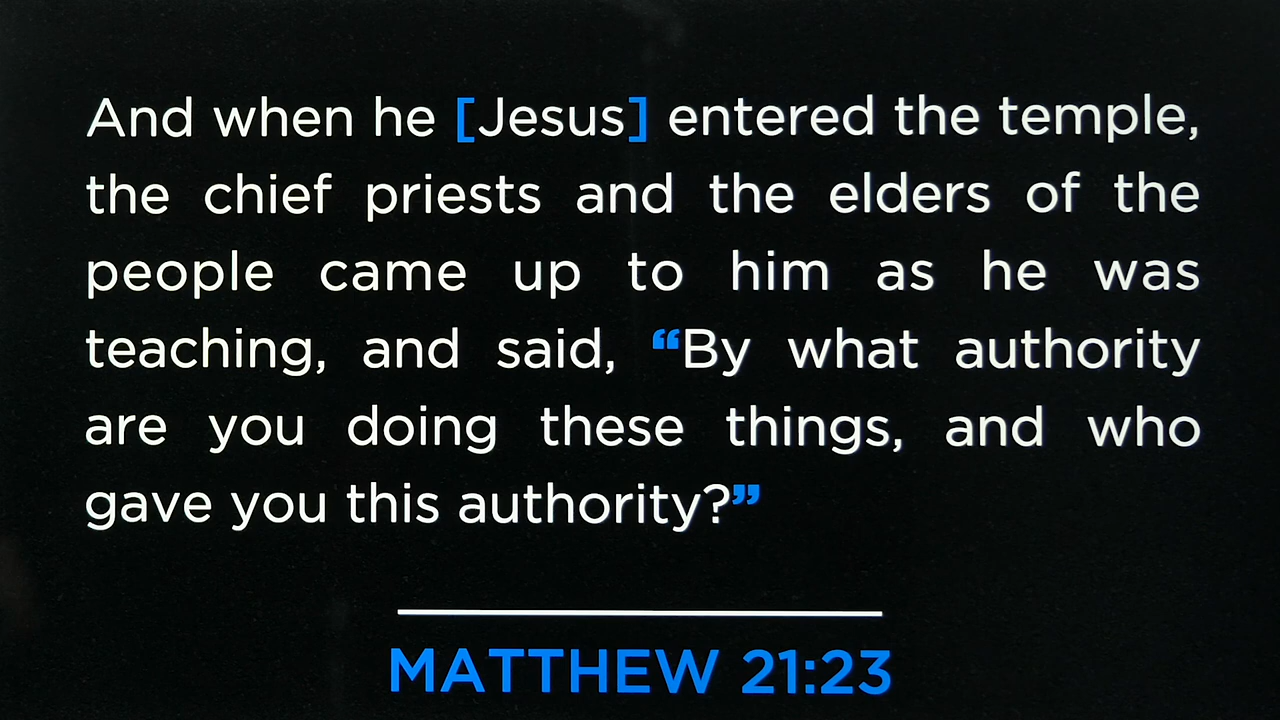 And when he [Jesus] entered the temple,
the chief priests and the elders of the
people came up to him as he was
teaching, and said, “By what authority
are you doing these things, and who
gave you this authority?”
MATTHEW 21:23